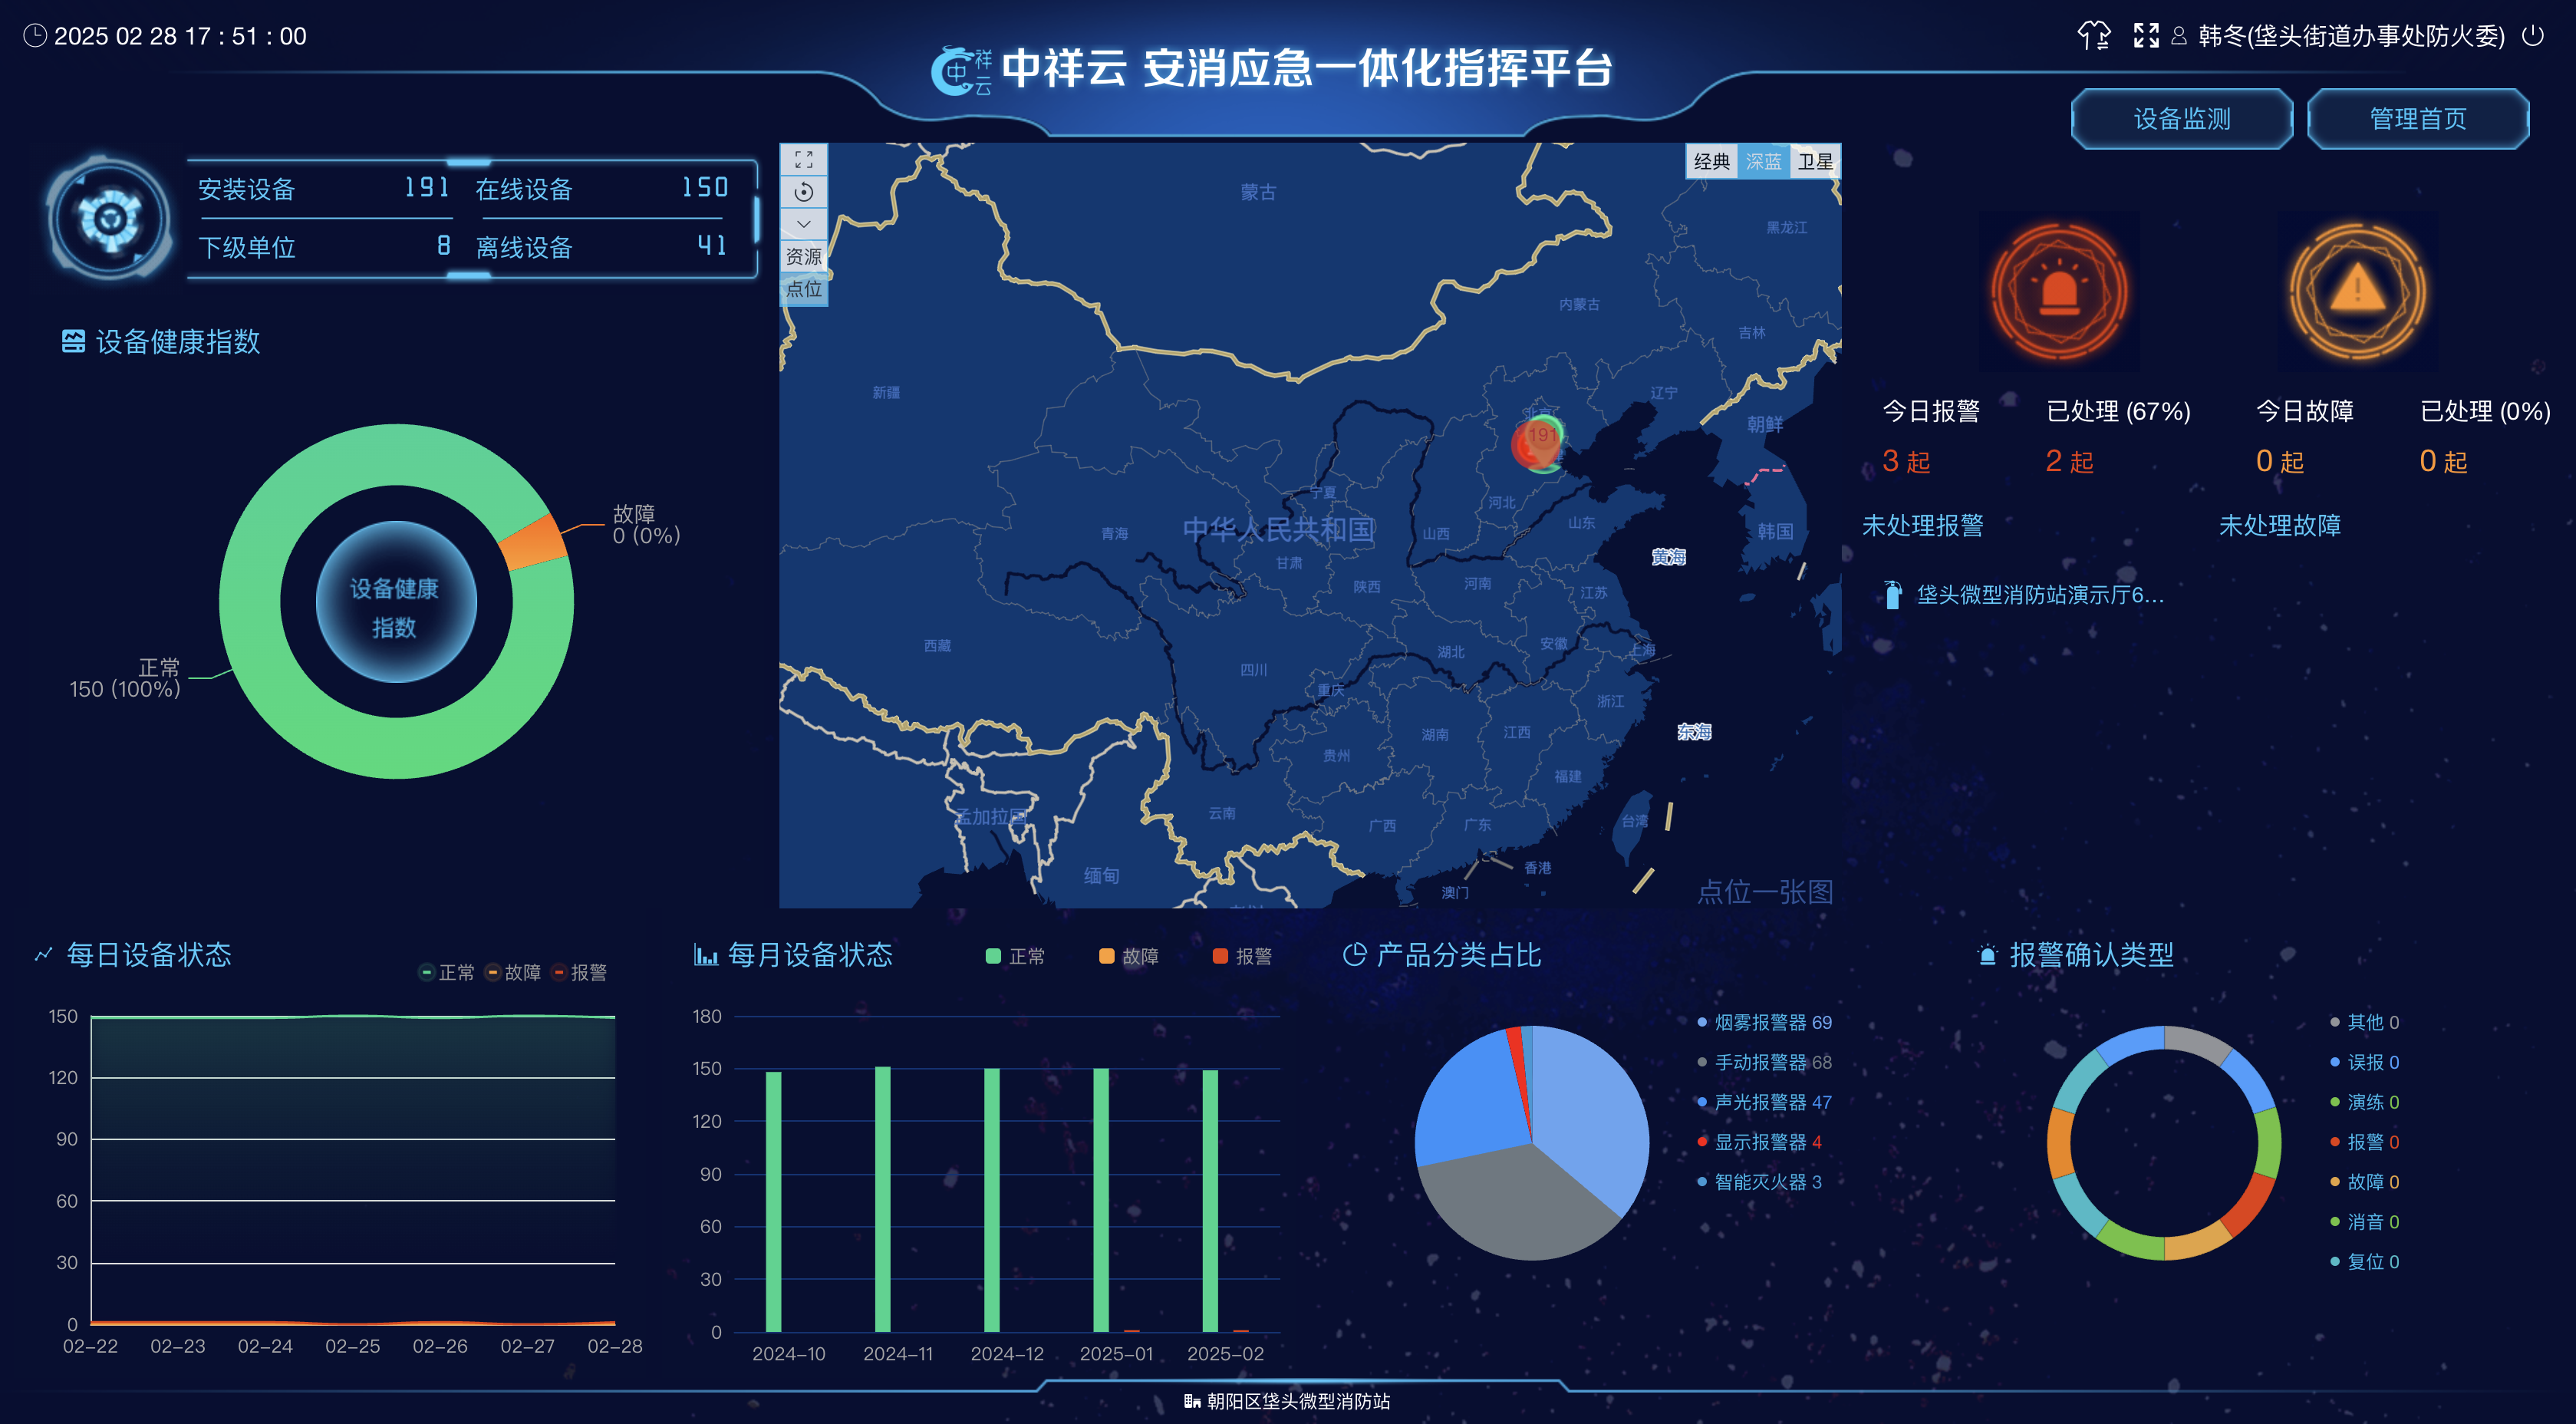 2025 02 28 17 : 51 : 00
中祥云 安消应急一体化指挥平台
中
祥云
韩冬(垡头街道办事处防火委)
设备监测
管理首页
安装设备 191 在线设备 150
下级单位 8 离线设备 41
设备健康指数
故障
0 (0%)
设备健康
指数
正常
150 (100%)
资源
点位
经典 深蓝 卫星
蒙古
黑龙江
内蒙古
吉林
新疆
辽宁
北京
朝鲜
191
宁夏
河北
青海
中华人民共和国
山西
山东
韩国
甘肃
黄海
陕西
河南
江苏
西藏
四川
湖北
安徽
上海
重庆
浙江
湖南
江西
东海
贵州
福建
孟加拉国
云南
广西
广东
台湾
缅甸
香港
澳门
点位一张图
今日报警 已处理 (67%) 今日故障 已处理 (0%)
3 起 2 起 0 起 0 起
未处理报警 未处理故障
垡头微型消防站演示厅6...
每日设备状态
正常 故障 报警
150
120
90
60
30
0
02-22 02-23 02-24 02-25 02-26 02-27 02-28
每月设备状态
正常 故障 报警
180
150
120
90
60
30
0
2024-10 2024-11 2024-12 2025-01 2025-02
产品分类占比
烟雾报警器 69
手动报警器 68
声光报警器 47
显示报警器 4
智能灭火器 3
报警确认类型
其他 0
误报 0
演练 0
报警 0
故障 0
消音 0
复位 0
朝阳区垡头微型消防站